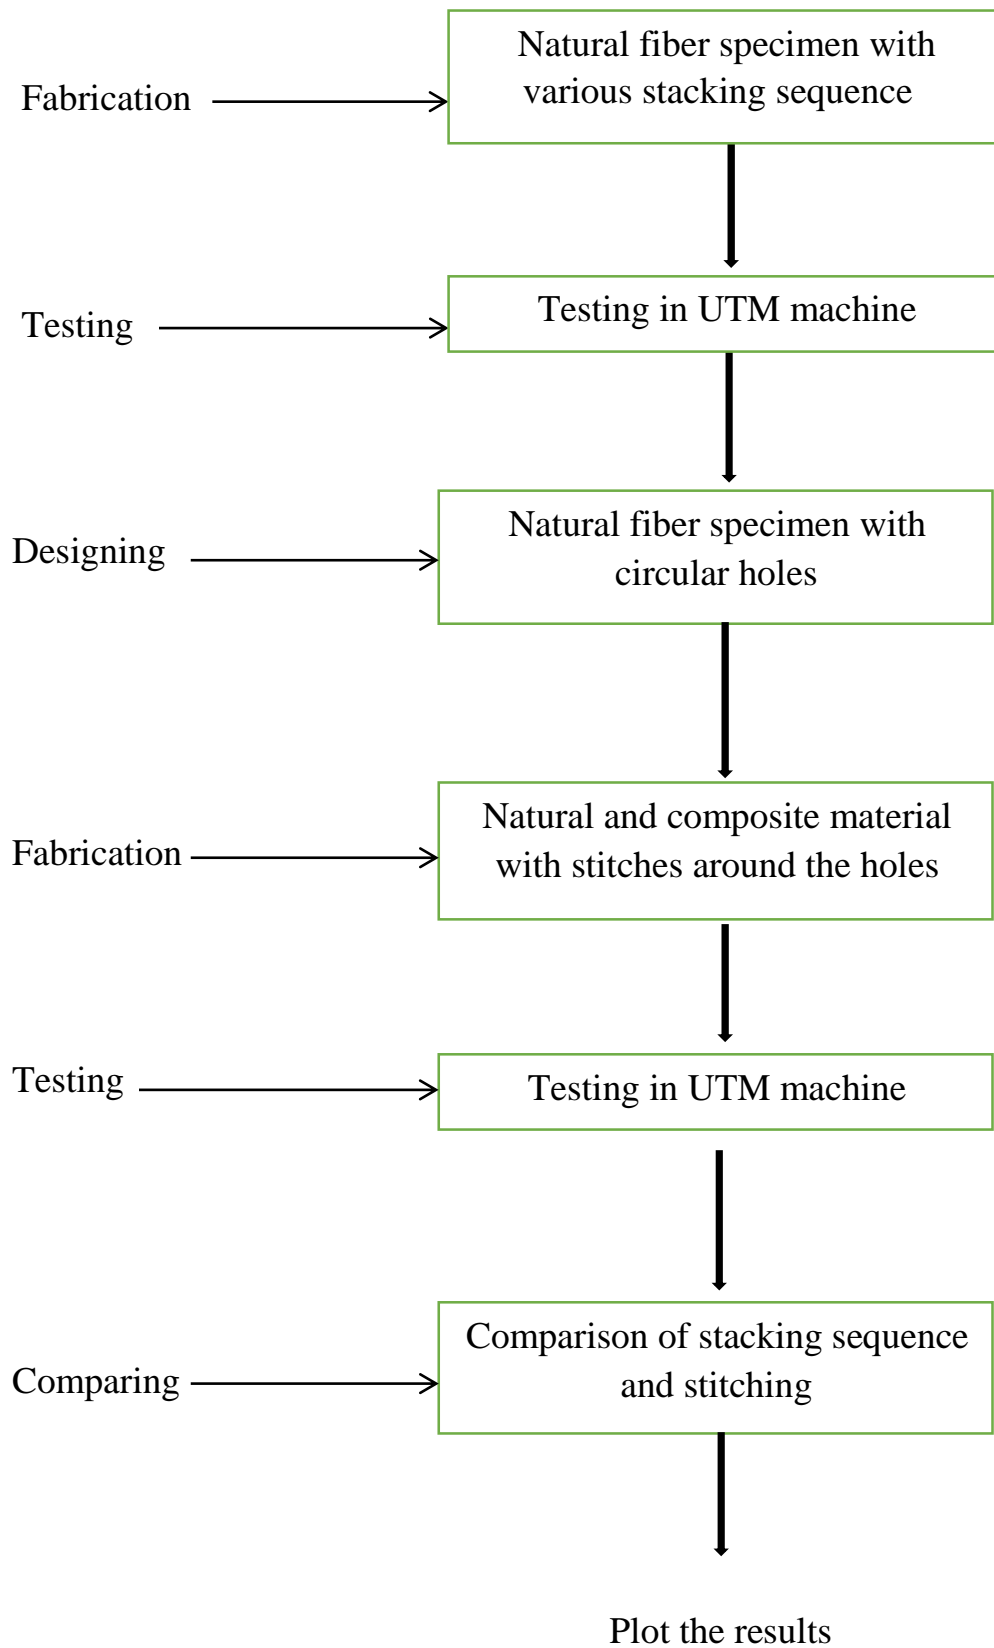 Fabrication
Natural fiber specimen with
various stacking sequence
Testing
Testing in UTM machine
Designing
Natural fiber specimen with
circular holes
Fabrication
Natural and composite material
with stitches around the holes
Testing
Testing in UTM machine
Comparing
Comparison of stacking sequence
and stitching
Plot the results